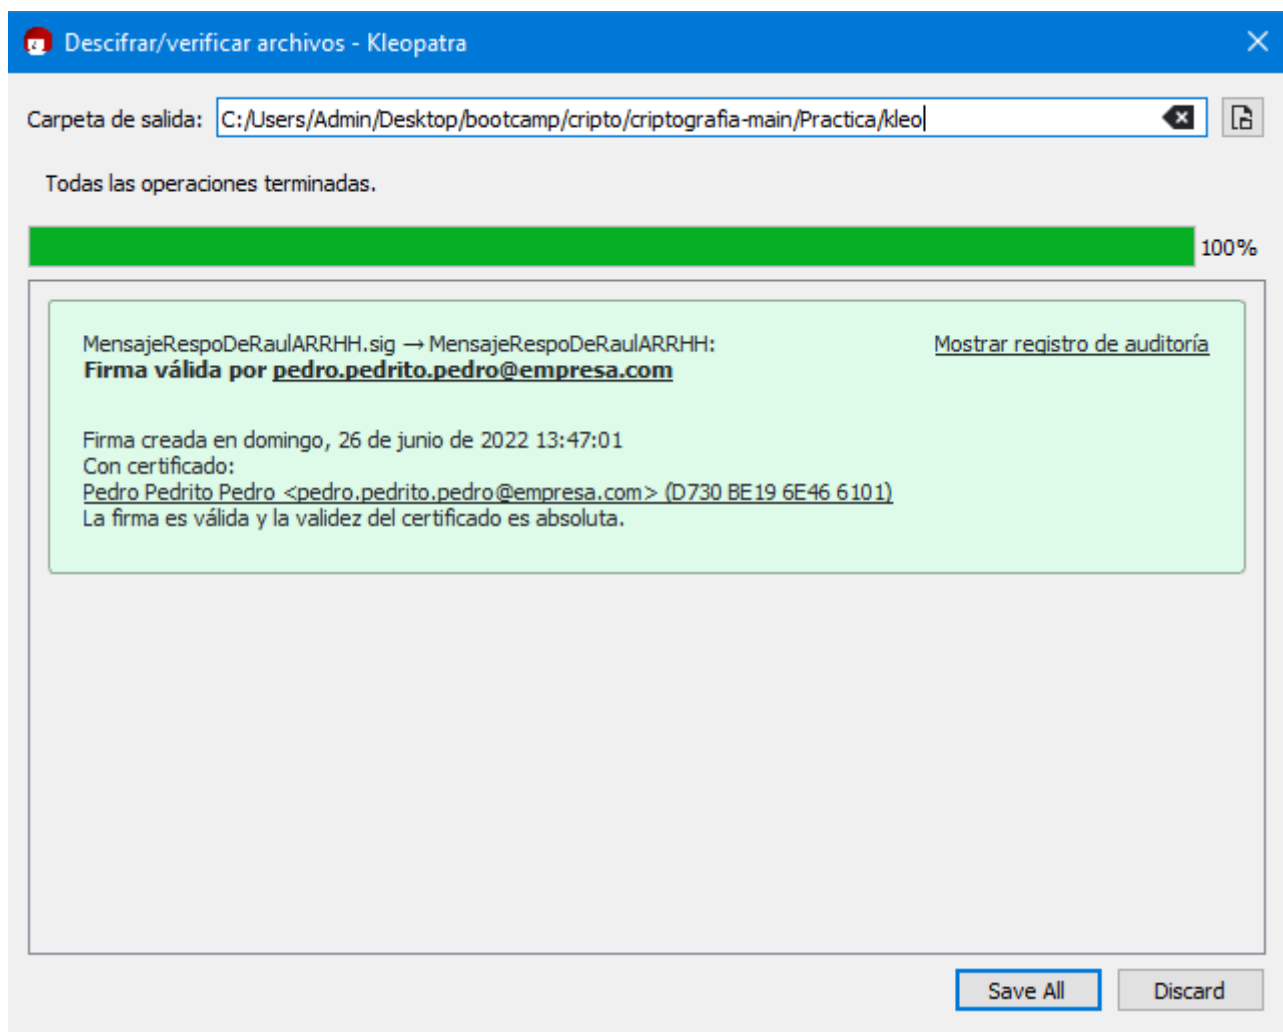 Descifrar/verificar archivos - Kleopatra
Carpeta de salida: C:/Users/Admin/Desktop/bootcamp/cripto/criptografia-main/Practica/kleo
Todas las operaciones terminadas.
100%
MensajeRespoDeRaulARRHH.sig → MensajeRespoDeRaulARRHH: Mostrar registro de auditoría
Firma válida por pedro.pedrito.pedro@empresa.com
Firma creada en domingo, 26 de junio de 2022 13:47:01
Con certificado:
Pedro Pedrito Pedro <pedro.pedrito.pedro@empresa.com> (D730 BE19 6E46 6101)
La firma es válida y la validez del certificado es absoluta.
Save All Discard